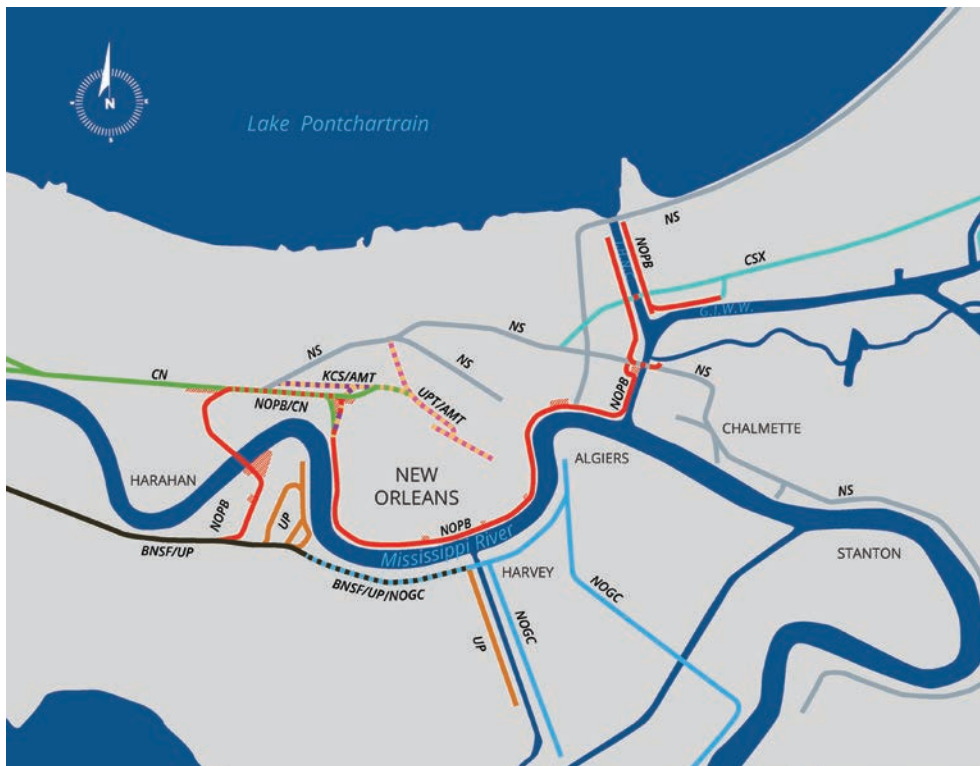 N
Lake Pontchartrain
NS
NOPB
CSX
G.I.W.W.
NS
NS
NS
NS
CN
KCS/AMT
NOPB/CN
UPT/AMT
NOPB
CHALMETTE
NEW
ORLEANS
ALGIERS
HARAHAN
NOPB
UP
NS
NOPB
Mississippi River
BNSF/UP
STANTON
HARVEY
BNSF/UP/NOGC
NOGC
NOGC
UP